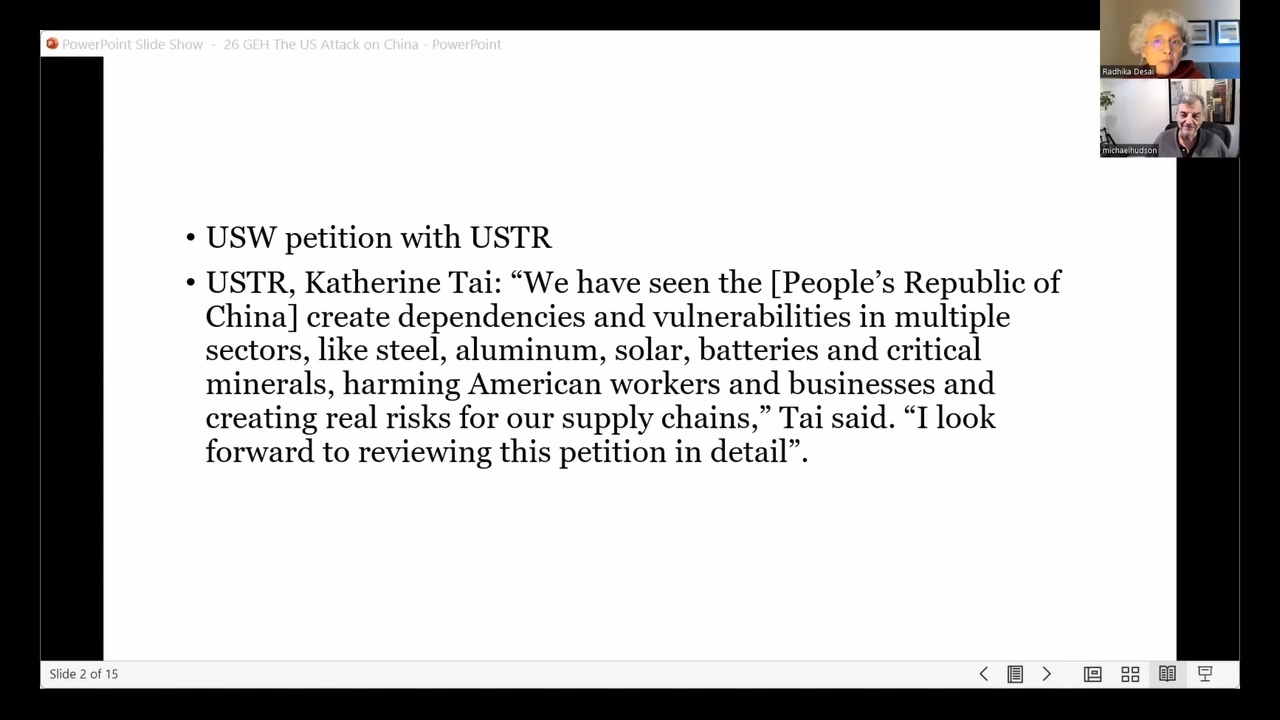 PowerPoint Slide Show - 26 GEH The US Attack on China - PowerPoint
Radhika Desai
michaelhudson
• USW petition with USTR
• USTR, Katherine Tai: “We have seen the [People’s Republic of
China] create dependencies and vulnerabilities in multiple
sectors, like steel, aluminum, solar, batteries and critical
minerals, harming American workers and businesses and
creating real risks for our supply chains,” Tai said. “I look
forward to reviewing this petition in detail”.
Slide 2 of 15